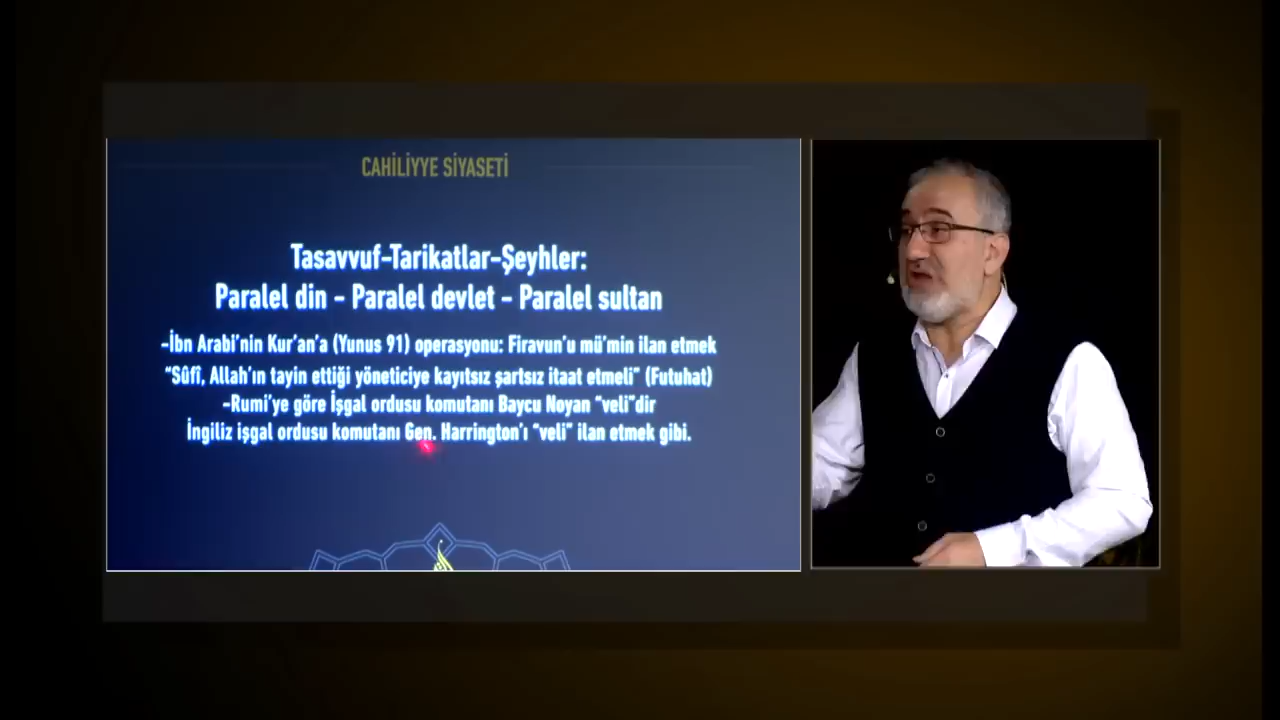 CAHİLİYYE SİYASETİ
Tasavvuf-Tarikatlar-Şeyhler:
Paralel din - Paralel devlet - Paralel sultan
-İbn Arabi'nin Kur'an'a (Yunus 91) operasyonu: Firavun'u mü'min ilan etmek
"Sûfî, Allah'ın tayin ettiği yöneticiye kayıtsız şartsız itaat etmeli" (Futuhat)
-Rumi'ye göre İşgal ordusu komutanı Baycu Noyan "veli"dir
İngiliz işgal ordusu komutanı Gen. Harrington'ı "veli" ilan etmek gibi.